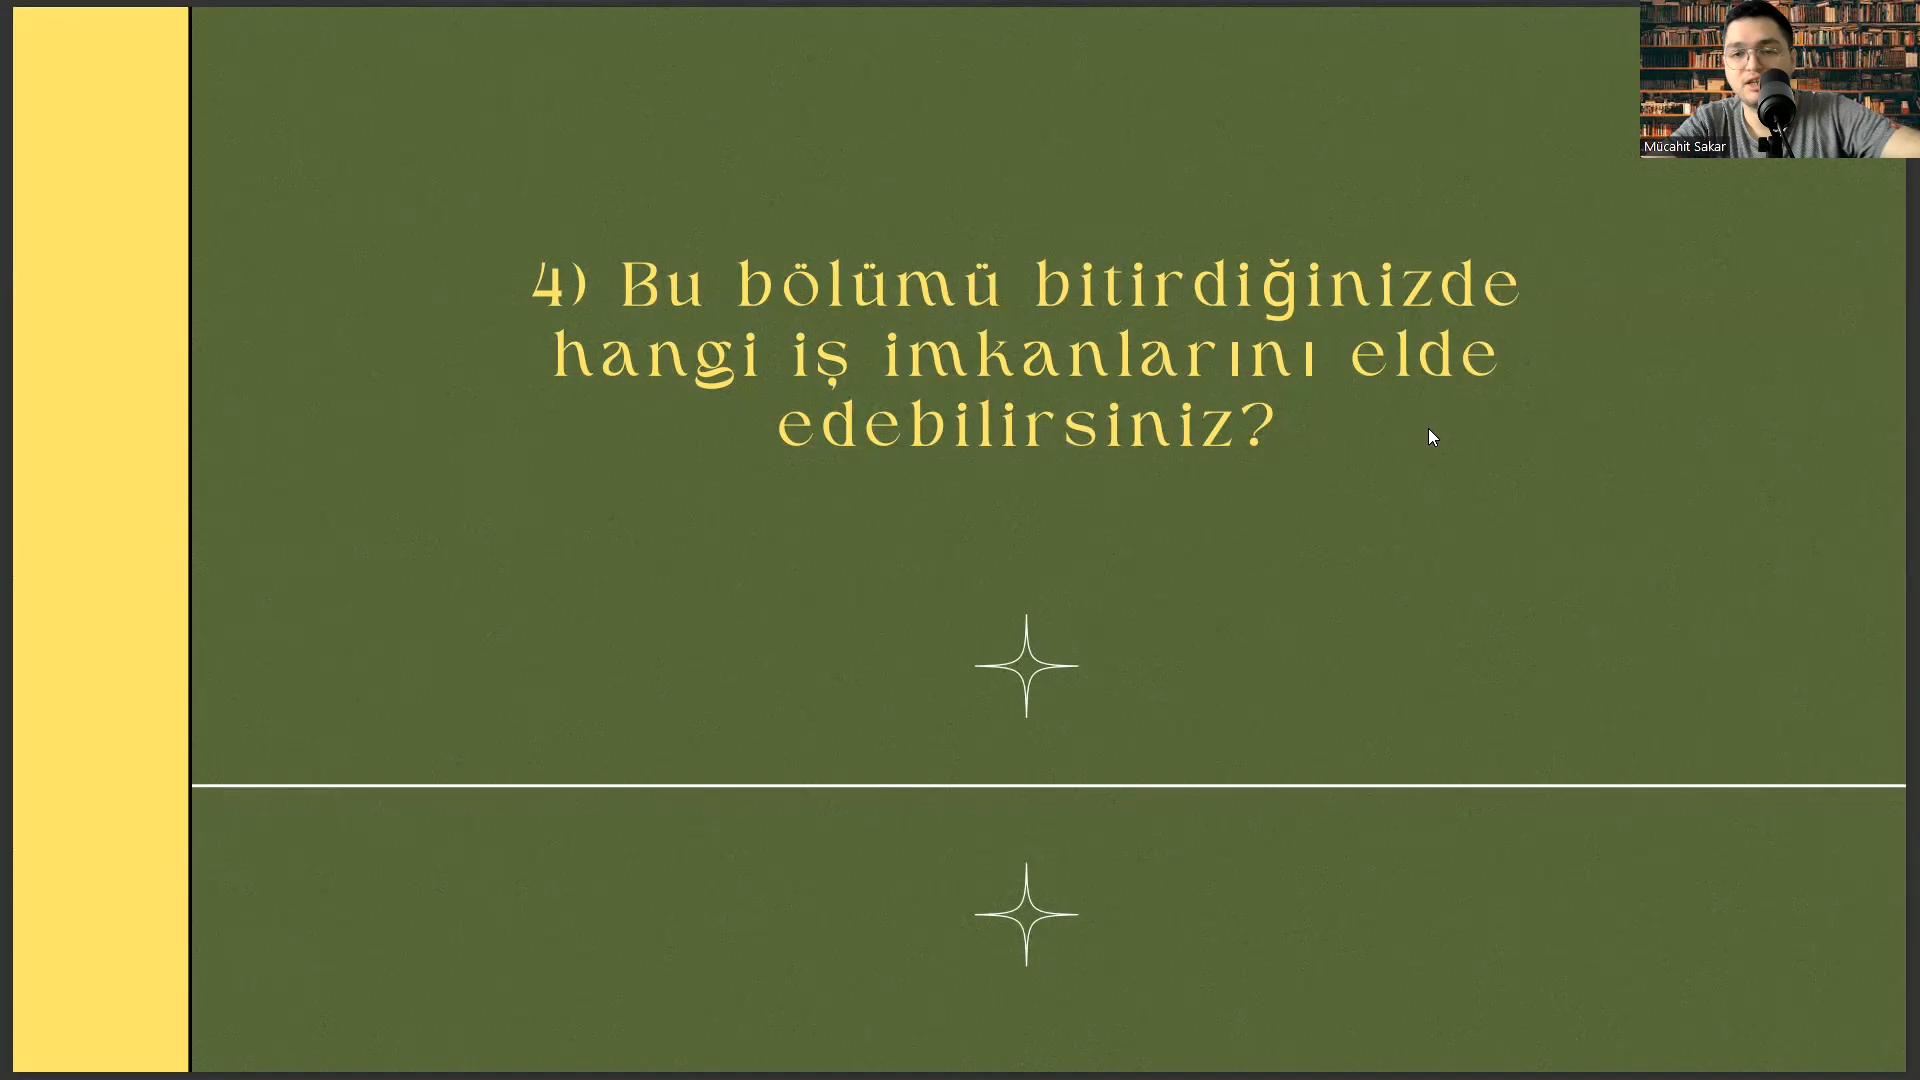 4) Bu bölümü bitirdiğinizde
hangi iş imkanlarını elde
edebilirsiniz?
Mücahit Sakar